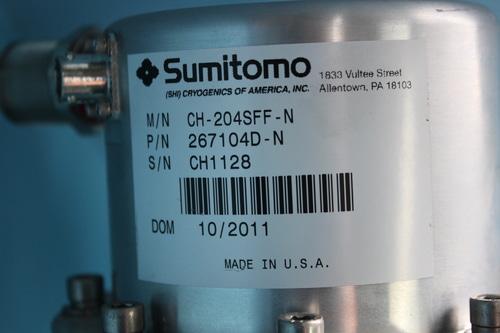 Sumitomo
(SHI) CRYOGENICS OF AMERICA, INC.
1833 Vultee Street
Allentown, PA 18103
M/N CH-204SFF-N
P/N 267104D-N
S/N CH1128
DOM 10/2011
MADE IN U.S.A.